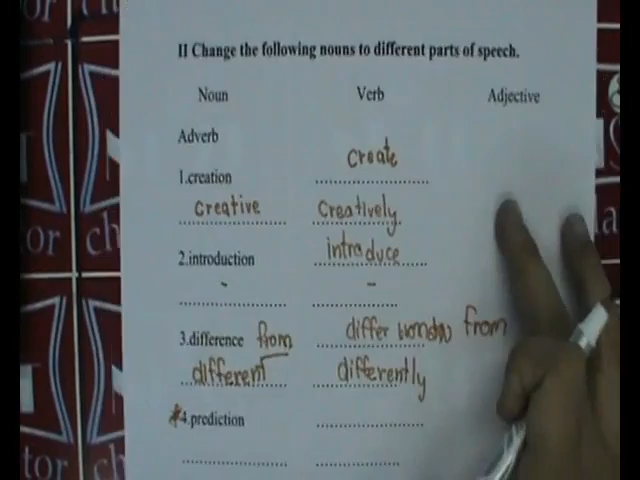 II Change the following nouns to different parts of speech.
Noun Verb Adjective
Adverb
create
1.creation ..............................
creative creatively
introduce
2.introduction ..............................
- -
3.difference from differ from
different differently
*4.prediction ..............................
.............................. ..............................